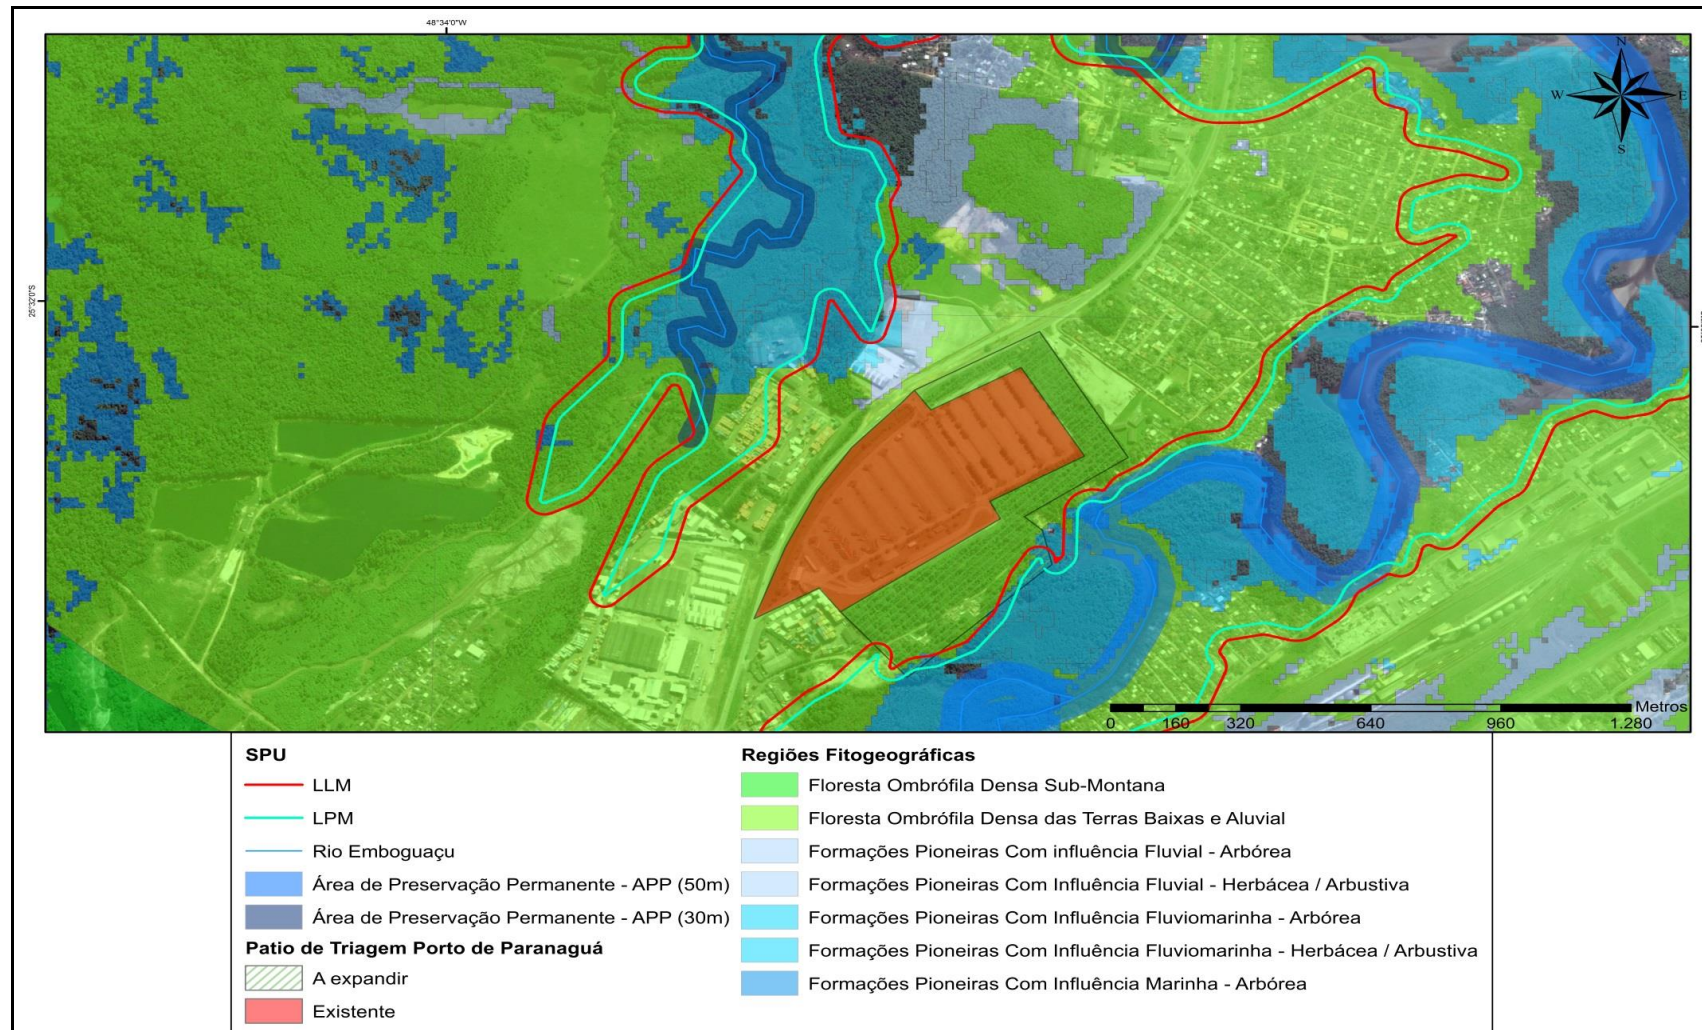 48°34'0"W
N
W
E
S
25°32'0"S
Metros
0 160 320 640 960 1.280
SPU
LLM
LPM
Rio Emboguaçu
Área de Preservação Permanente - APP (50m)
Área de Preservação Permanente - APP (30m)
Patio de Triagem Porto de Paranaguá
A expandir
Existente
Regiões Fitogeográficas
Floresta Ombrófila Densa Sub-Montana
Floresta Ombrófila Densa das Terras Baixas e Aluvial
Formações Pioneiras Com influência Fluvial - Arbórea
Formações Pioneiras Com Influência Fluvial - Herbácea / Arbustiva
Formações Pioneiras Com Influência Fluviomarinha - Arbórea
Formações Pioneiras Com Influência Fluviomarinha - Herbácea / Arbustiva
Formações Pioneiras Com Influência Marinha - Arbórea